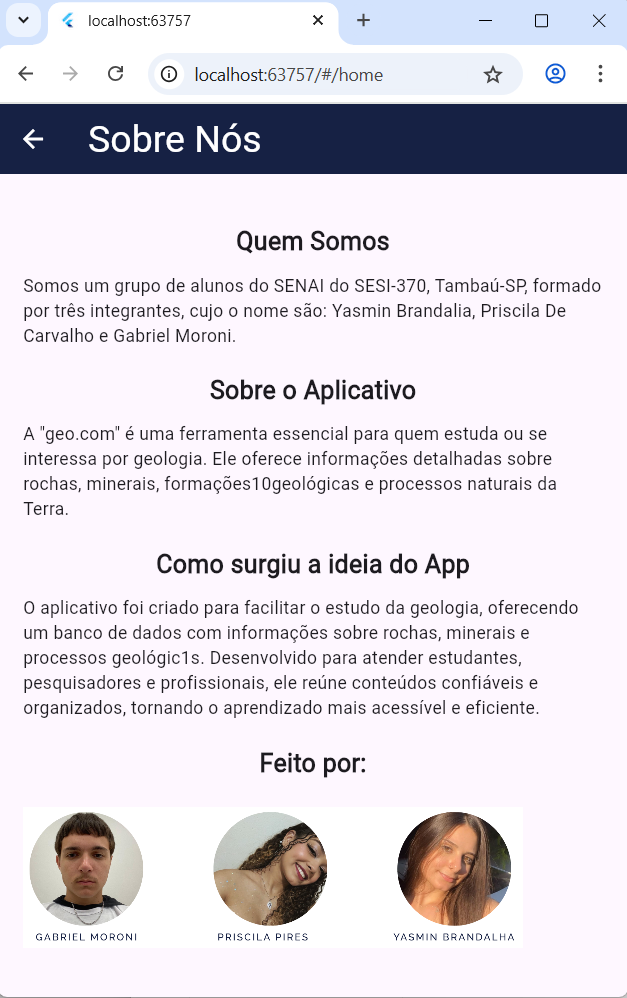 localhost:63757
localhost:63757/#/home
Sobre Nós
Quem Somos
Somos um grupo de alunos do SENAI do SESI-370, Tambaú-SP, formado
por três integrantes, cujo o nome são: Yasmin Brandalia, Priscila De
Carvalho e Gabriel Moroni.
Sobre o Aplicativo
A "geo.com" é uma ferramenta essencial para quem estuda ou se
interessa por geologia. Ele oferece informações detalhadas sobre
rochas, minerais, formações10geológicas e processos naturais da
Terra.
Como surgiu a ideia do App
O aplicativo foi criado para facilitar o estudo da geologia, oferecendo
um banco de dados com informações sobre rochas, minerais e
processos geológic1s. Desenvolvido para atender estudantes,
pesquisadores e profissionais, ele reúne conteúdos confiáveis e
organizados, tornando o aprendizado mais acessível e eficiente.
Feito por:
GABRIEL MORONI PRISCILA PIRES YASMIN BRANDALHA